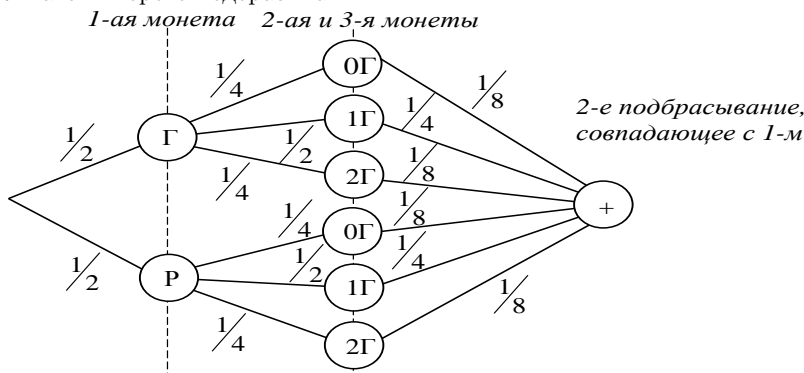 1-ая монета 2-ая и 3-я монеты
0Г
1/4
1/8
2-е подбрасывание,
совпадающее с 1-м
1Г
1/4
1/2
Г
1/2
2Г
1/4
1/8
+
1/4
0Г
1/8
1/2
1/4
1/2
Р
1Г
1/8
1/4
2Г